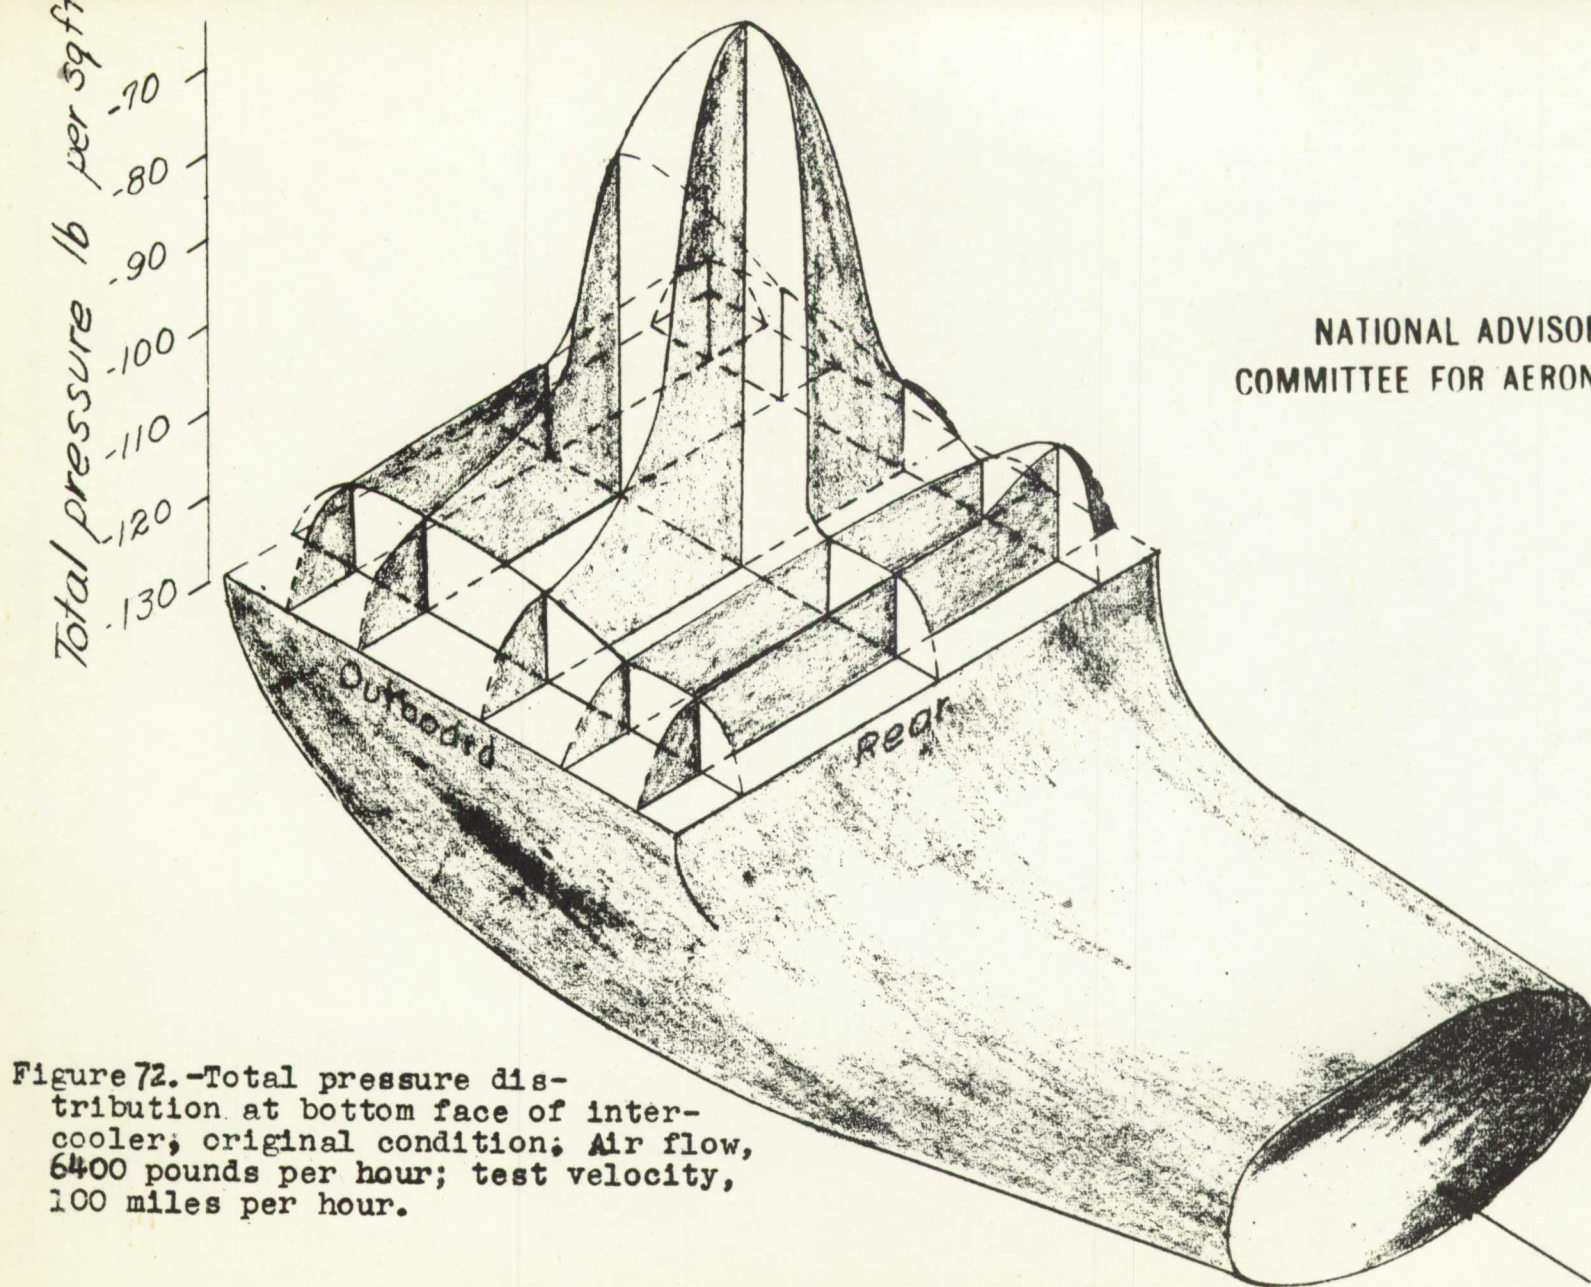 Total pressure lb per sq ft
-70
-80
-90
-100
-110
-120
-130
NATIONAL ADVISOR
COMMITTEE FOR AERON
Outboard
Rear
Figure 72.-Total pressure dis-
tribution at bottom face of inter-
cooler; original condition; Air flow,
6400 pounds per hour; test velocity,
100 miles per hour.